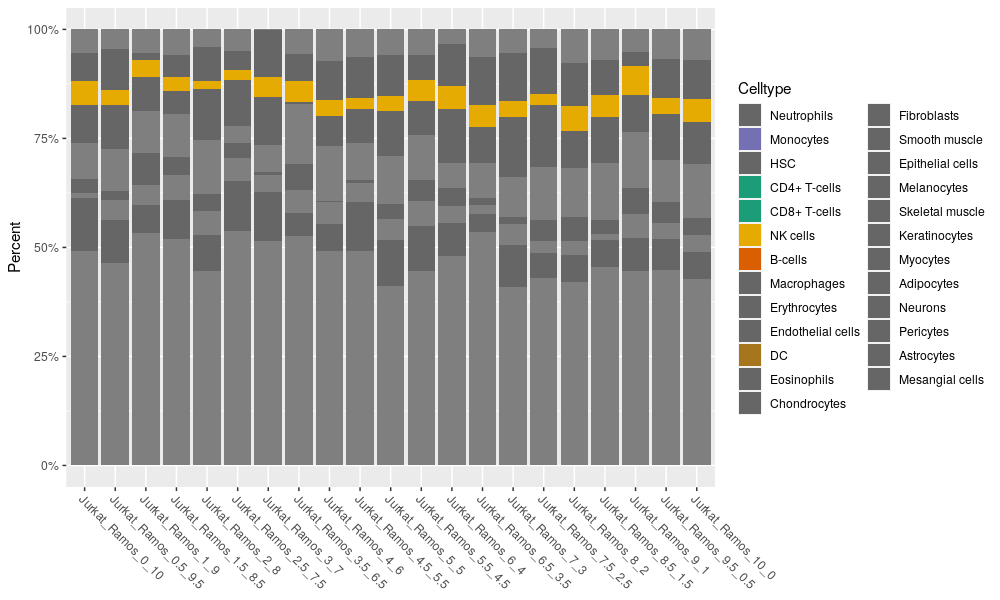 100%
75%
50%
25%
0%
Percent
Jurkat_Ramos_0_10
Jurkat_Ramos_0.5_9.5
Jurkat_Ramos_1_9
Jurkat_Ramos_1.5_8.5
Jurkat_Ramos_2_8
Jurkat_Ramos_2.5_7.5
Jurkat_Ramos_3_7
Jurkat_Ramos_3.5_6.5
Jurkat_Ramos_4_6
Jurkat_Ramos_4.5_5.5
Jurkat_Ramos_5_5
Jurkat_Ramos_5.5_4.5
Jurkat_Ramos_6_4
Jurkat_Ramos_6.5_3.5
Jurkat_Ramos_7_3
Jurkat_Ramos_7.5_2.5
Jurkat_Ramos_8_2
Jurkat_Ramos_8.5_1.5
Jurkat_Ramos_9_1
Jurkat_Ramos_9.5_0.5
Jurkat_Ramos_10_0
Celltype
Neutrophils
Monocytes
HSC
CD4+ T-cells
CD8+ T-cells
NK cells
B-cells
Macrophages
Erythrocytes
Endothelial cells
DC
Eosinophils
Chondrocytes
Fibroblasts
Smooth muscle
Epithelial cells
Melanocytes
Skeletal muscle
Keratinocytes
Myocytes
Adipocytes
Neurons
Pericytes
Astrocytes
Mesangial cells